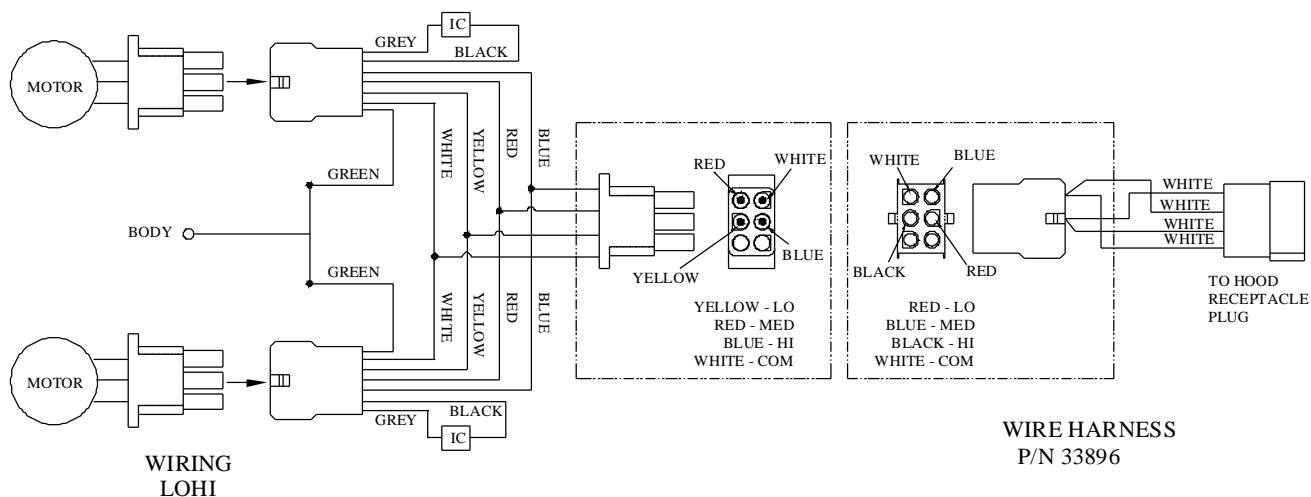 IC
GREY
BLACK
MOTOR
WHITE
YELLOW
RED
BLUE
GREEN
BODY
GREEN
WHITE
YELLOW
RED
BLUE
MOTOR
BLACK
GREY
IC
WIRING
LOHI
RED
WHITE
YELLOW
BLUE
YELLOW - LO
RED - MED
BLUE - HI
WHITE - COM
WHITE
BLUE
BLACK
RED
RED - LO
BLUE - MED
BLACK - HI
WHITE - COM
WHITE
WHITE
WHITE
WHITE
TO HOOD
RECEPTACLE
PLUG
WIRE HARNESS
P/N 33896